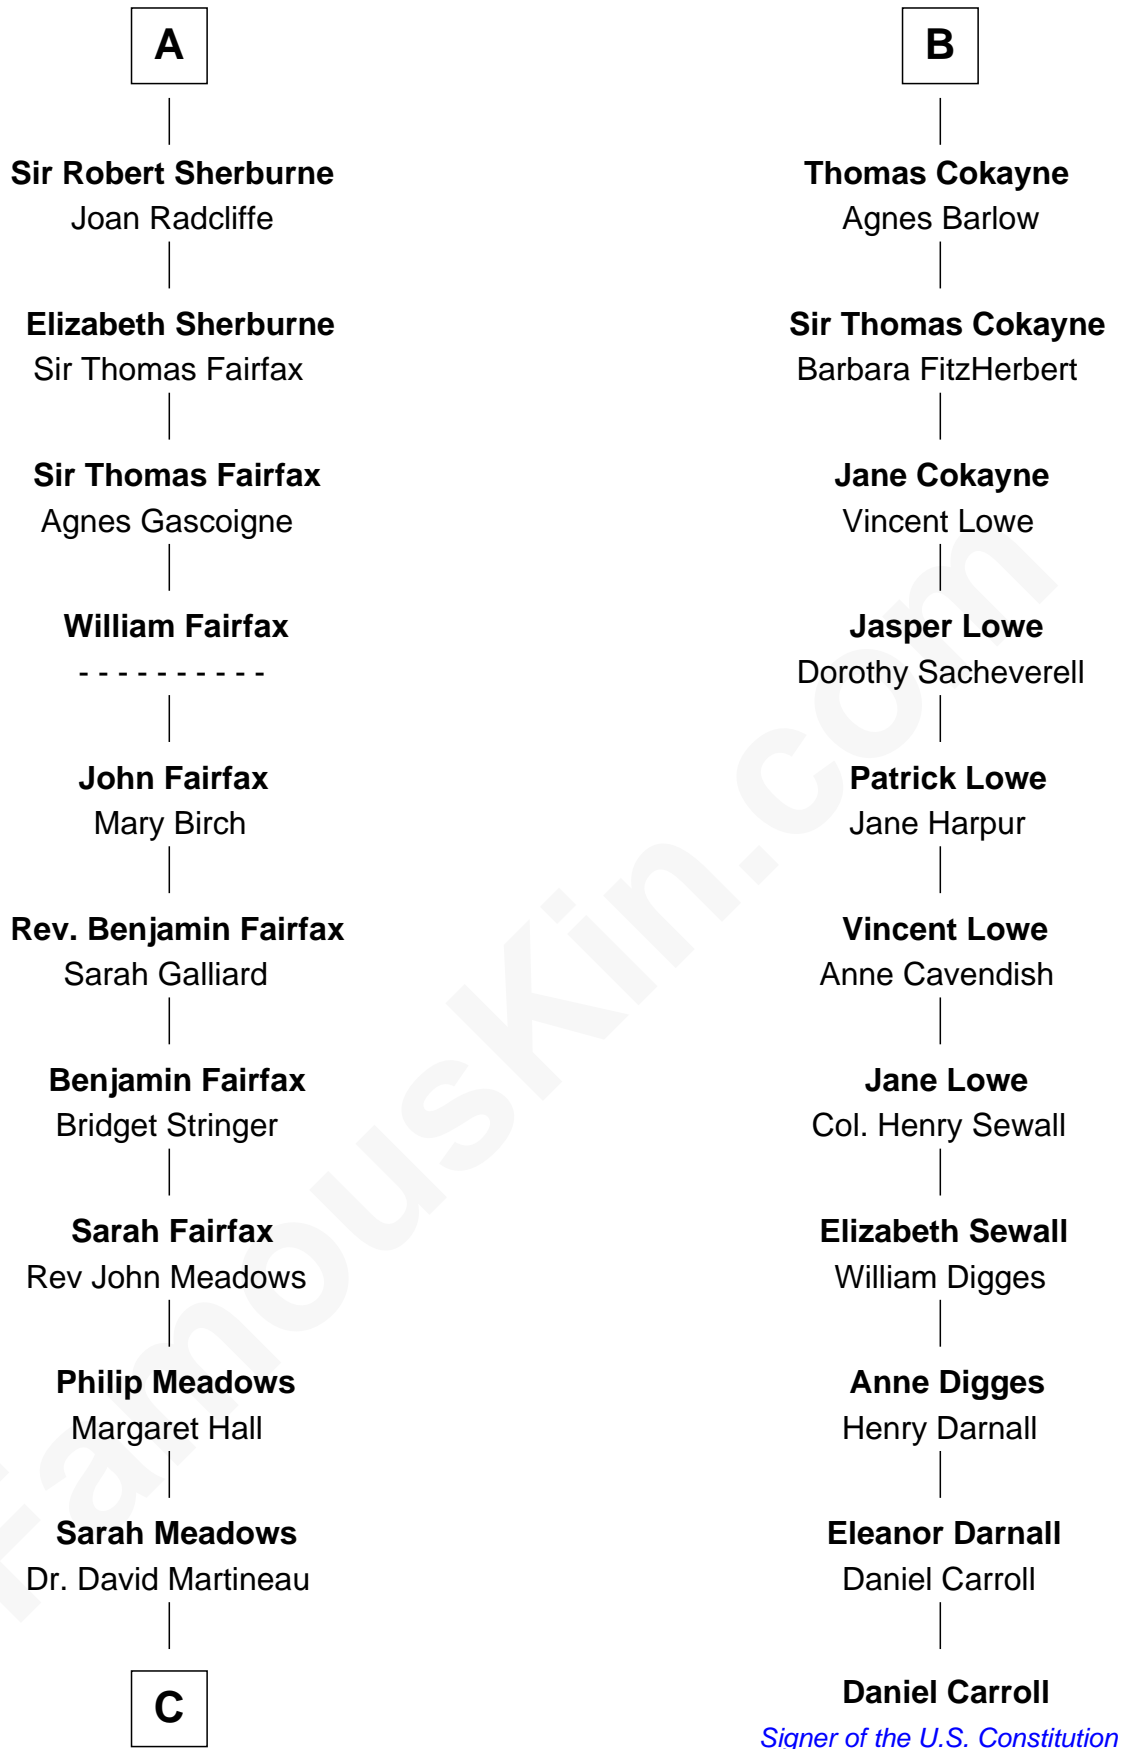 A
Sir Robert Sherburne
Joan Radcliffe
Elizabeth Sherburne
Sir Thomas Fairfax
Sir Thomas Fairfax
Agnes Gascoigne
William Fairfax
- - - - - - - - - -
John Fairfax
Mary Birch
Rev. Benjamin Fairfax
Sarah Galliard
Benjamin Fairfax
Bridget Stringer
Sarah Fairfax
Rev John Meadows
Philip Meadows
Margaret Hall
Sarah Meadows
Dr. David Martineau
C
B
Thomas Cokayne
Agnes Barlow
Sir Thomas Cokayne
Barbara FitzHerbert
Jane Cokayne
Vincent Lowe
Jasper Lowe
Dorothy Sacheverell
Patrick Lowe
Jane Harpur
Vincent Lowe
Anne Cavendish
Jane Lowe
Col. Henry Sewall
Elizabeth Sewall
William Digges
Anne Digges
Henry Darnall
Eleanor Darnall
Daniel Carroll
Daniel Carroll
Signer of the U.S. Constitution
FamousKin.com